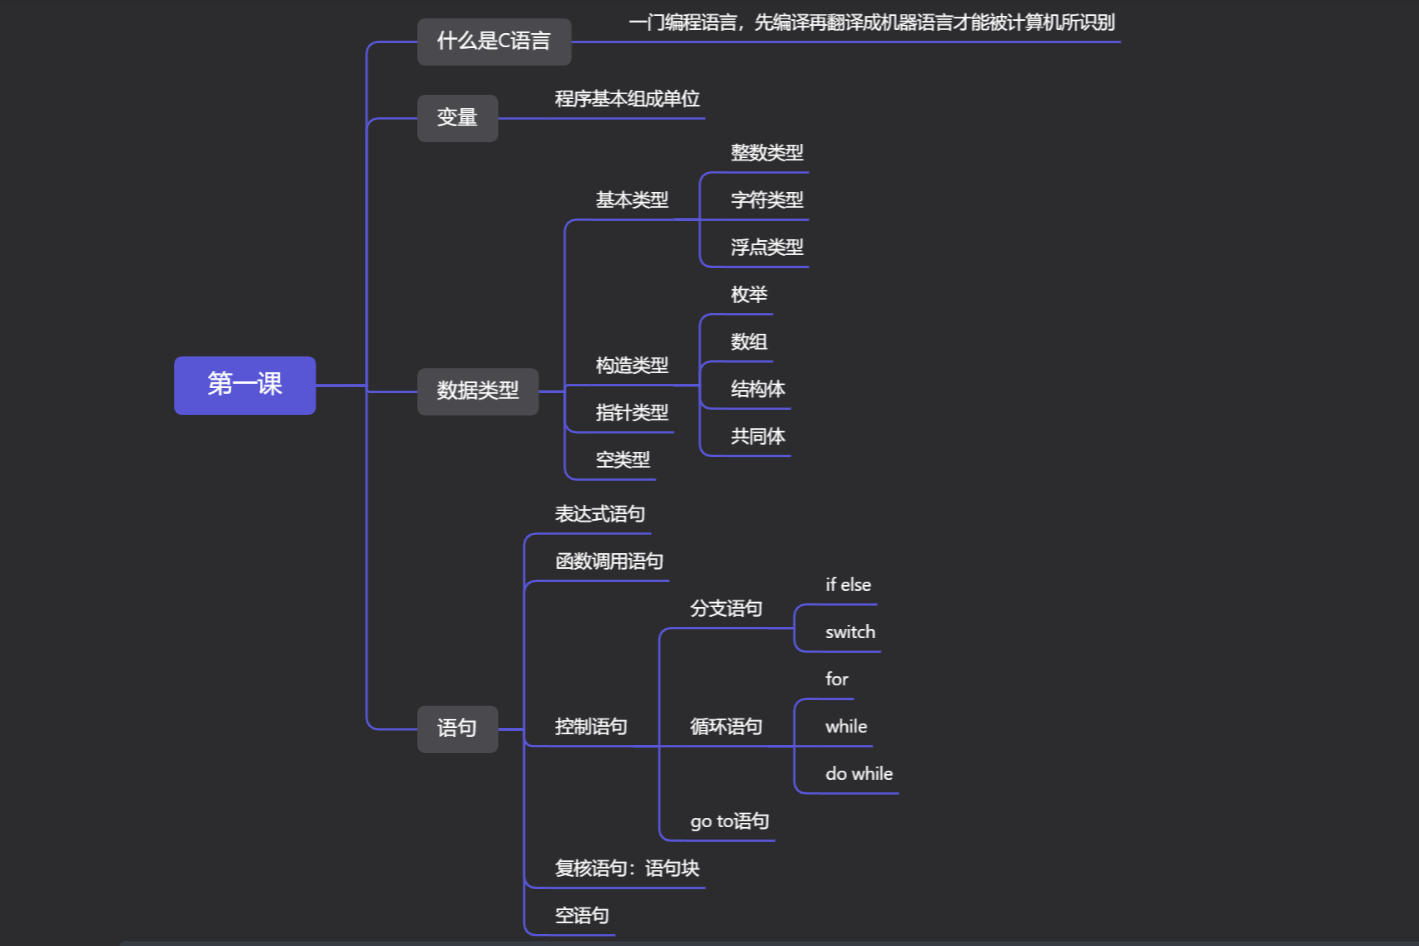 什么是C语言
一门编程语言，先编译再翻译成机器语言才能被计算机所识别
变量
程序基本组成单位
第一课
数据类型
基本类型
整数类型
字符类型
浮点类型
构造类型
枚举
数组
结构体
共同体
指针类型
空类型
语句
表达式语句
函数调用语句
控制语句
分支语句
if else
switch
循环语句
for
while
do while
go to语句
复核语句：语句块
空语句